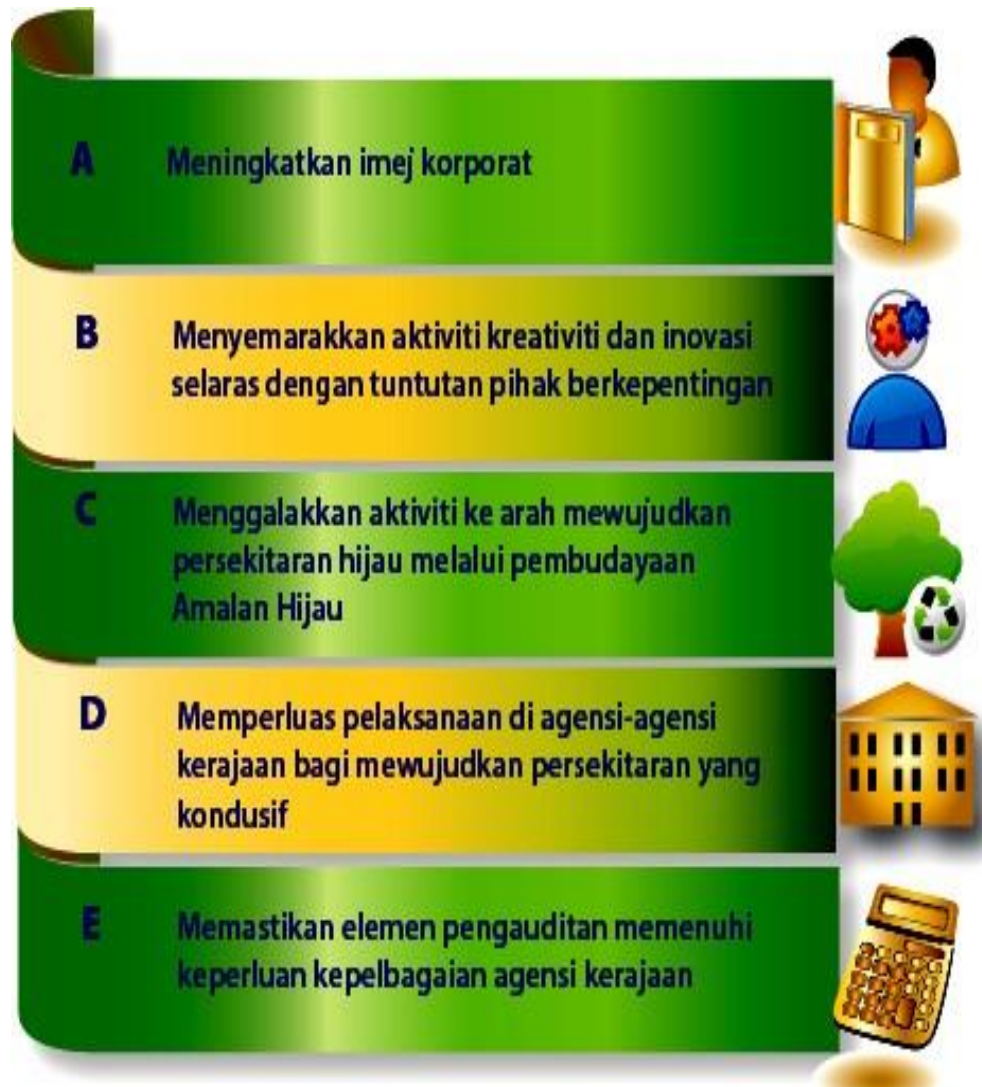 A Meningkatkan imej korporat
B Menyemarakkan aktiviti kreativiti dan inovasi
selaras dengan tuntutan pihak berkepentingan
C Menggalakkan aktiviti ke arah mewujudkan
persekitaran hijau melalui pembudayaan
Amalan Hijau
D Memperluas pelaksanaan di agensi-agensi
kerajaan bagi mewujudkan persekitaran yang
kondusif
E Memastikan elemen pengauditan memenuhi
keperluan kepelbagaian agensi kerajaan